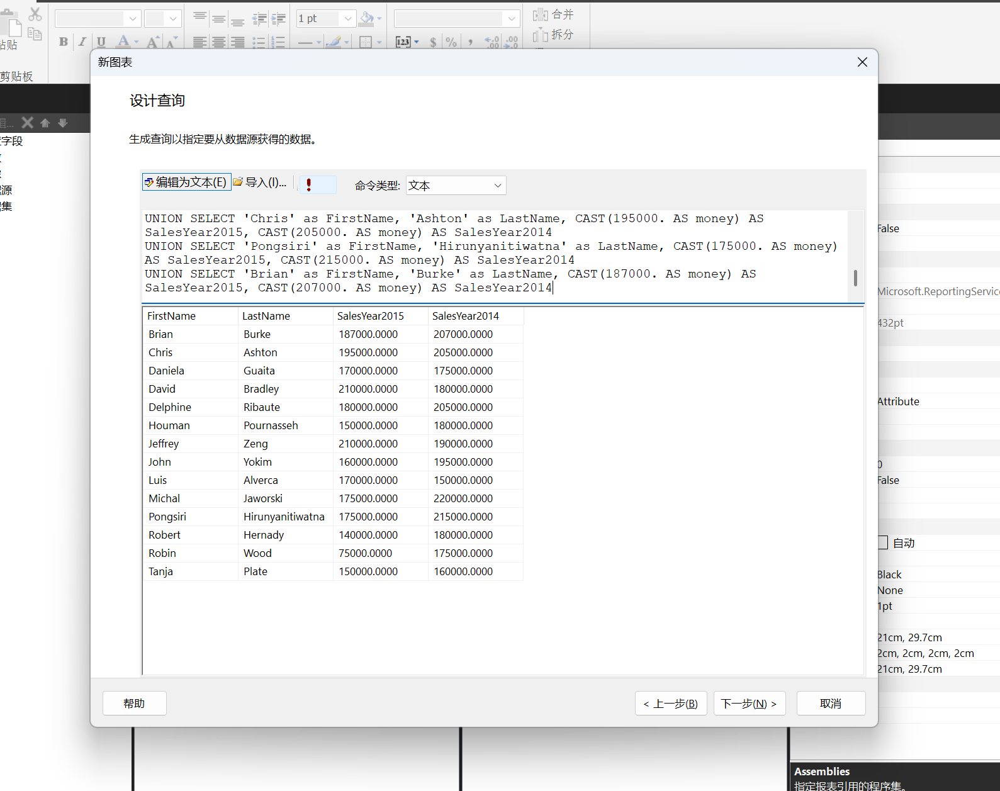 1 pt
合并
拆分
B I U A A A
[123] $ % ,
粘贴
剪贴板
新图表
设计查询
生成查询以指定要从数据源获得的数据。
编辑为文本(E) 导入(I)... ! 命令类型: 文本
UNION SELECT 'Chris' as FirstName, 'Ashton' as LastName, CAST(195000. AS money) AS
SalesYear2015, CAST(205000. AS money) AS SalesYear2014
UNION SELECT 'Pongsiri' as FirstName, 'Hirunyanitiwatna' as LastName, CAST(175000. AS money)
AS SalesYear2015, CAST(215000. AS money) AS SalesYear2014
UNION SELECT 'Brian' as FirstName, 'Burke' as LastName, CAST(187000. AS money) AS
SalesYear2015, CAST(207000. AS money) AS SalesYear2014
FirstName LastName SalesYear2015 SalesYear2014
Brian Burke 187000.0000 207000.0000
Chris Ashton 195000.0000 205000.0000
Daniela Guaita 170000.0000 175000.0000
David Bradley 210000.0000 180000.0000
Delphine Ribaute 180000.0000 205000.0000
Houman Pournasseh 150000.0000 180000.0000
Jeffrey Zeng 210000.0000 190000.0000
John Yokim 160000.0000 195000.0000
Luis Alverca 170000.0000 150000.0000
Michal Jaworski 175000.0000 220000.0000
Pongsiri Hirunyanitiwatna 175000.0000 215000.0000
Robert Hernady 140000.0000 180000.0000
Robin Wood 75000.0000 175000.0000
Tanja Plate 150000.0000 160000.0000
帮助 < 上一步(B) 下一步(N) > 取消
字段
源
集
False
Microsoft.ReportingServic
432pt
Attribute
0
False
自动
Black
None
1pt
21cm, 29.7cm
2cm, 2cm, 2cm, 2cm
21cm, 29.7cm
Assemblies
指定报表引用的程序集。